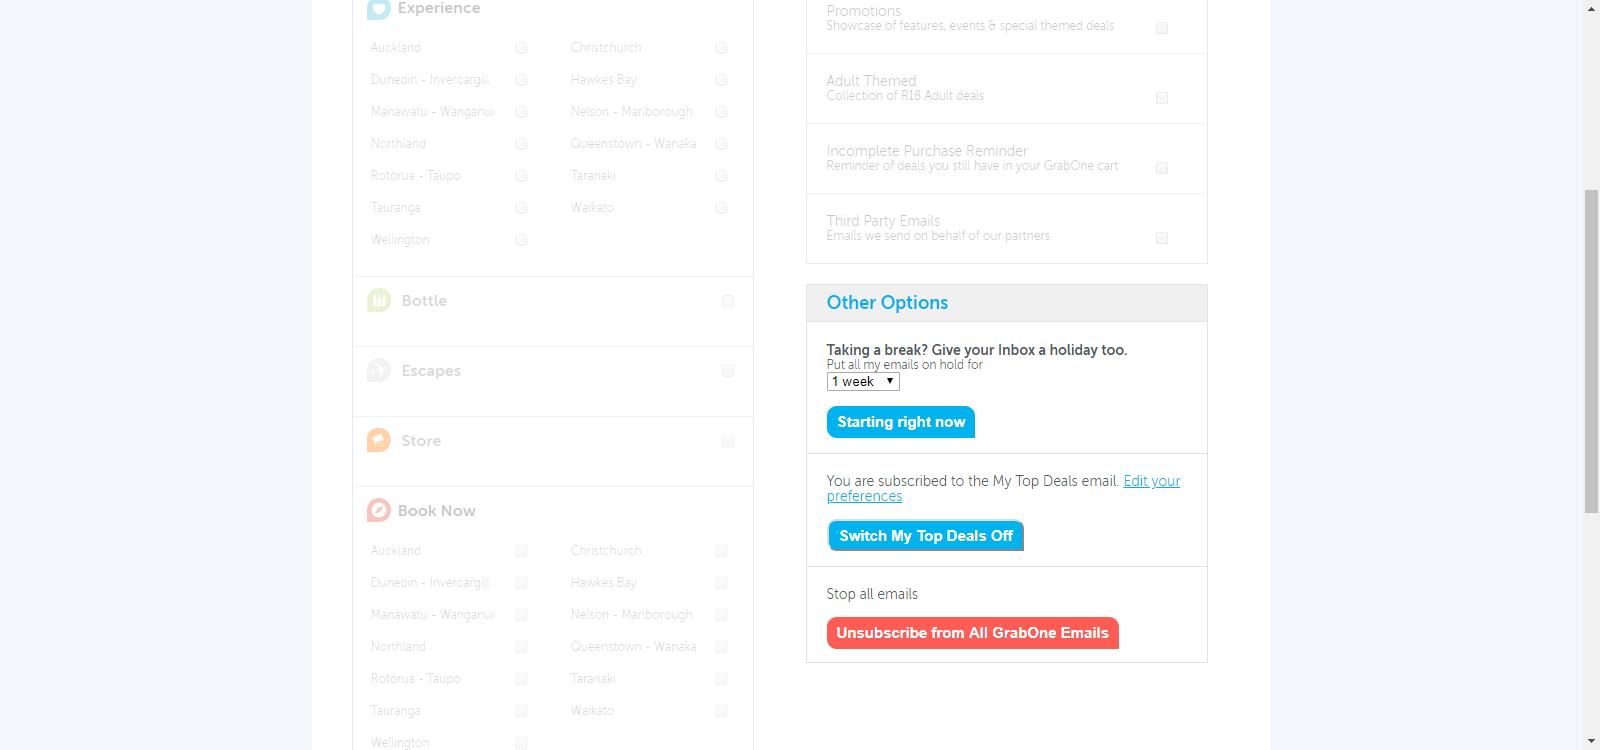 Experience
Auckland
Christchurch
Dunedin - Invercargill
Hawkes Bay
Manawatu - Wanganui
Nelson - Marlborough
Northland
Queenstown - Wanaka
Rotorua - Taupo
Taranaki
Tauranga
Waikato
Wellington
Bottle
Escapes
Store
Book Now
Auckland
Christchurch
Dunedin - Invercargill
Hawkes Bay
Manawatu - Wanganui
Nelson - Marlborough
Northland
Queenstown - Wanaka
Rotorua - Taupo
Taranaki
Tauranga
Waikato
Wellington
Promotions
Showcase of features, events & special themed deals
Adult Themed
Collection of R18 Adult deals
Incomplete Purchase Reminder
Reminder of deals you still have in your GrabOne cart
Third Party Emails
Emails we send on behalf of our partners
Other Options
Taking a break? Give your Inbox a holiday too.
Put all my emails on hold for
1 week
Starting right now
You are subscribed to the My Top Deals email. Edit your
preferences
Switch My Top Deals Off
Stop all emails
Unsubscribe from All GrabOne Emails